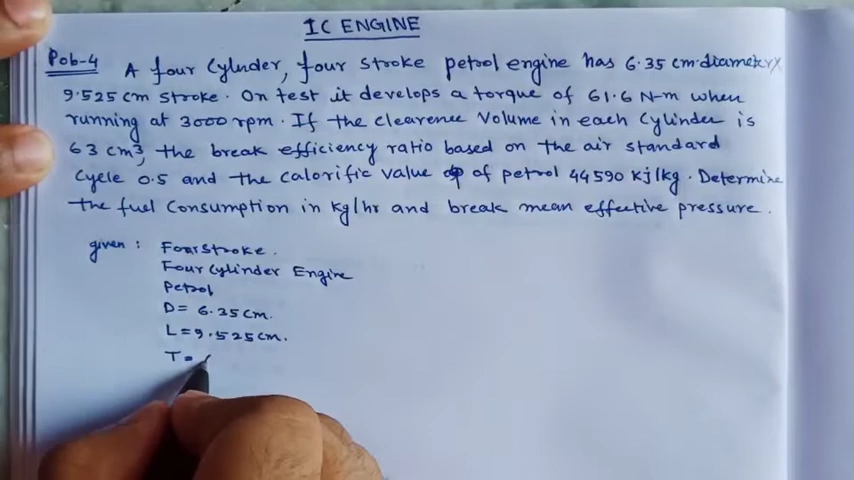 IC ENGINE
Pob-4 A four Cylnder, four stroke petrol engine has 6.35 cm diameter x
9.525 cm stroke. On test it develops a torque of 61.6 N-m when
running at 3000 rpm. If the clearence Volume in each cylinder is
63 cm³, the break efficiency ratio based on the air standard
Cycle 0.5 and the calorific value of petrol 44590 kj/kg. Determine
the fuel Consumption in kg/hr and break mean effective pressure.
given : Four stroke.
Four Cylinder Engine
Petrol
D= 6.35 cm.
L=9.525 cm.
T=